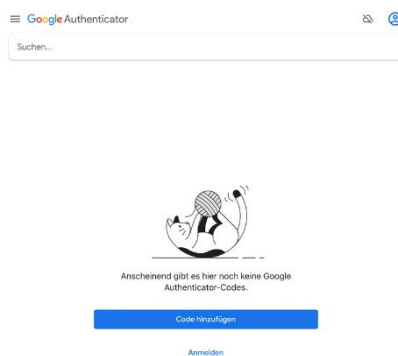 Google Authenticator
Suchen...
Anscheinend gibt es hier noch keine Google
Authenticator-Codes.
Code hinzufügen
Anmelden